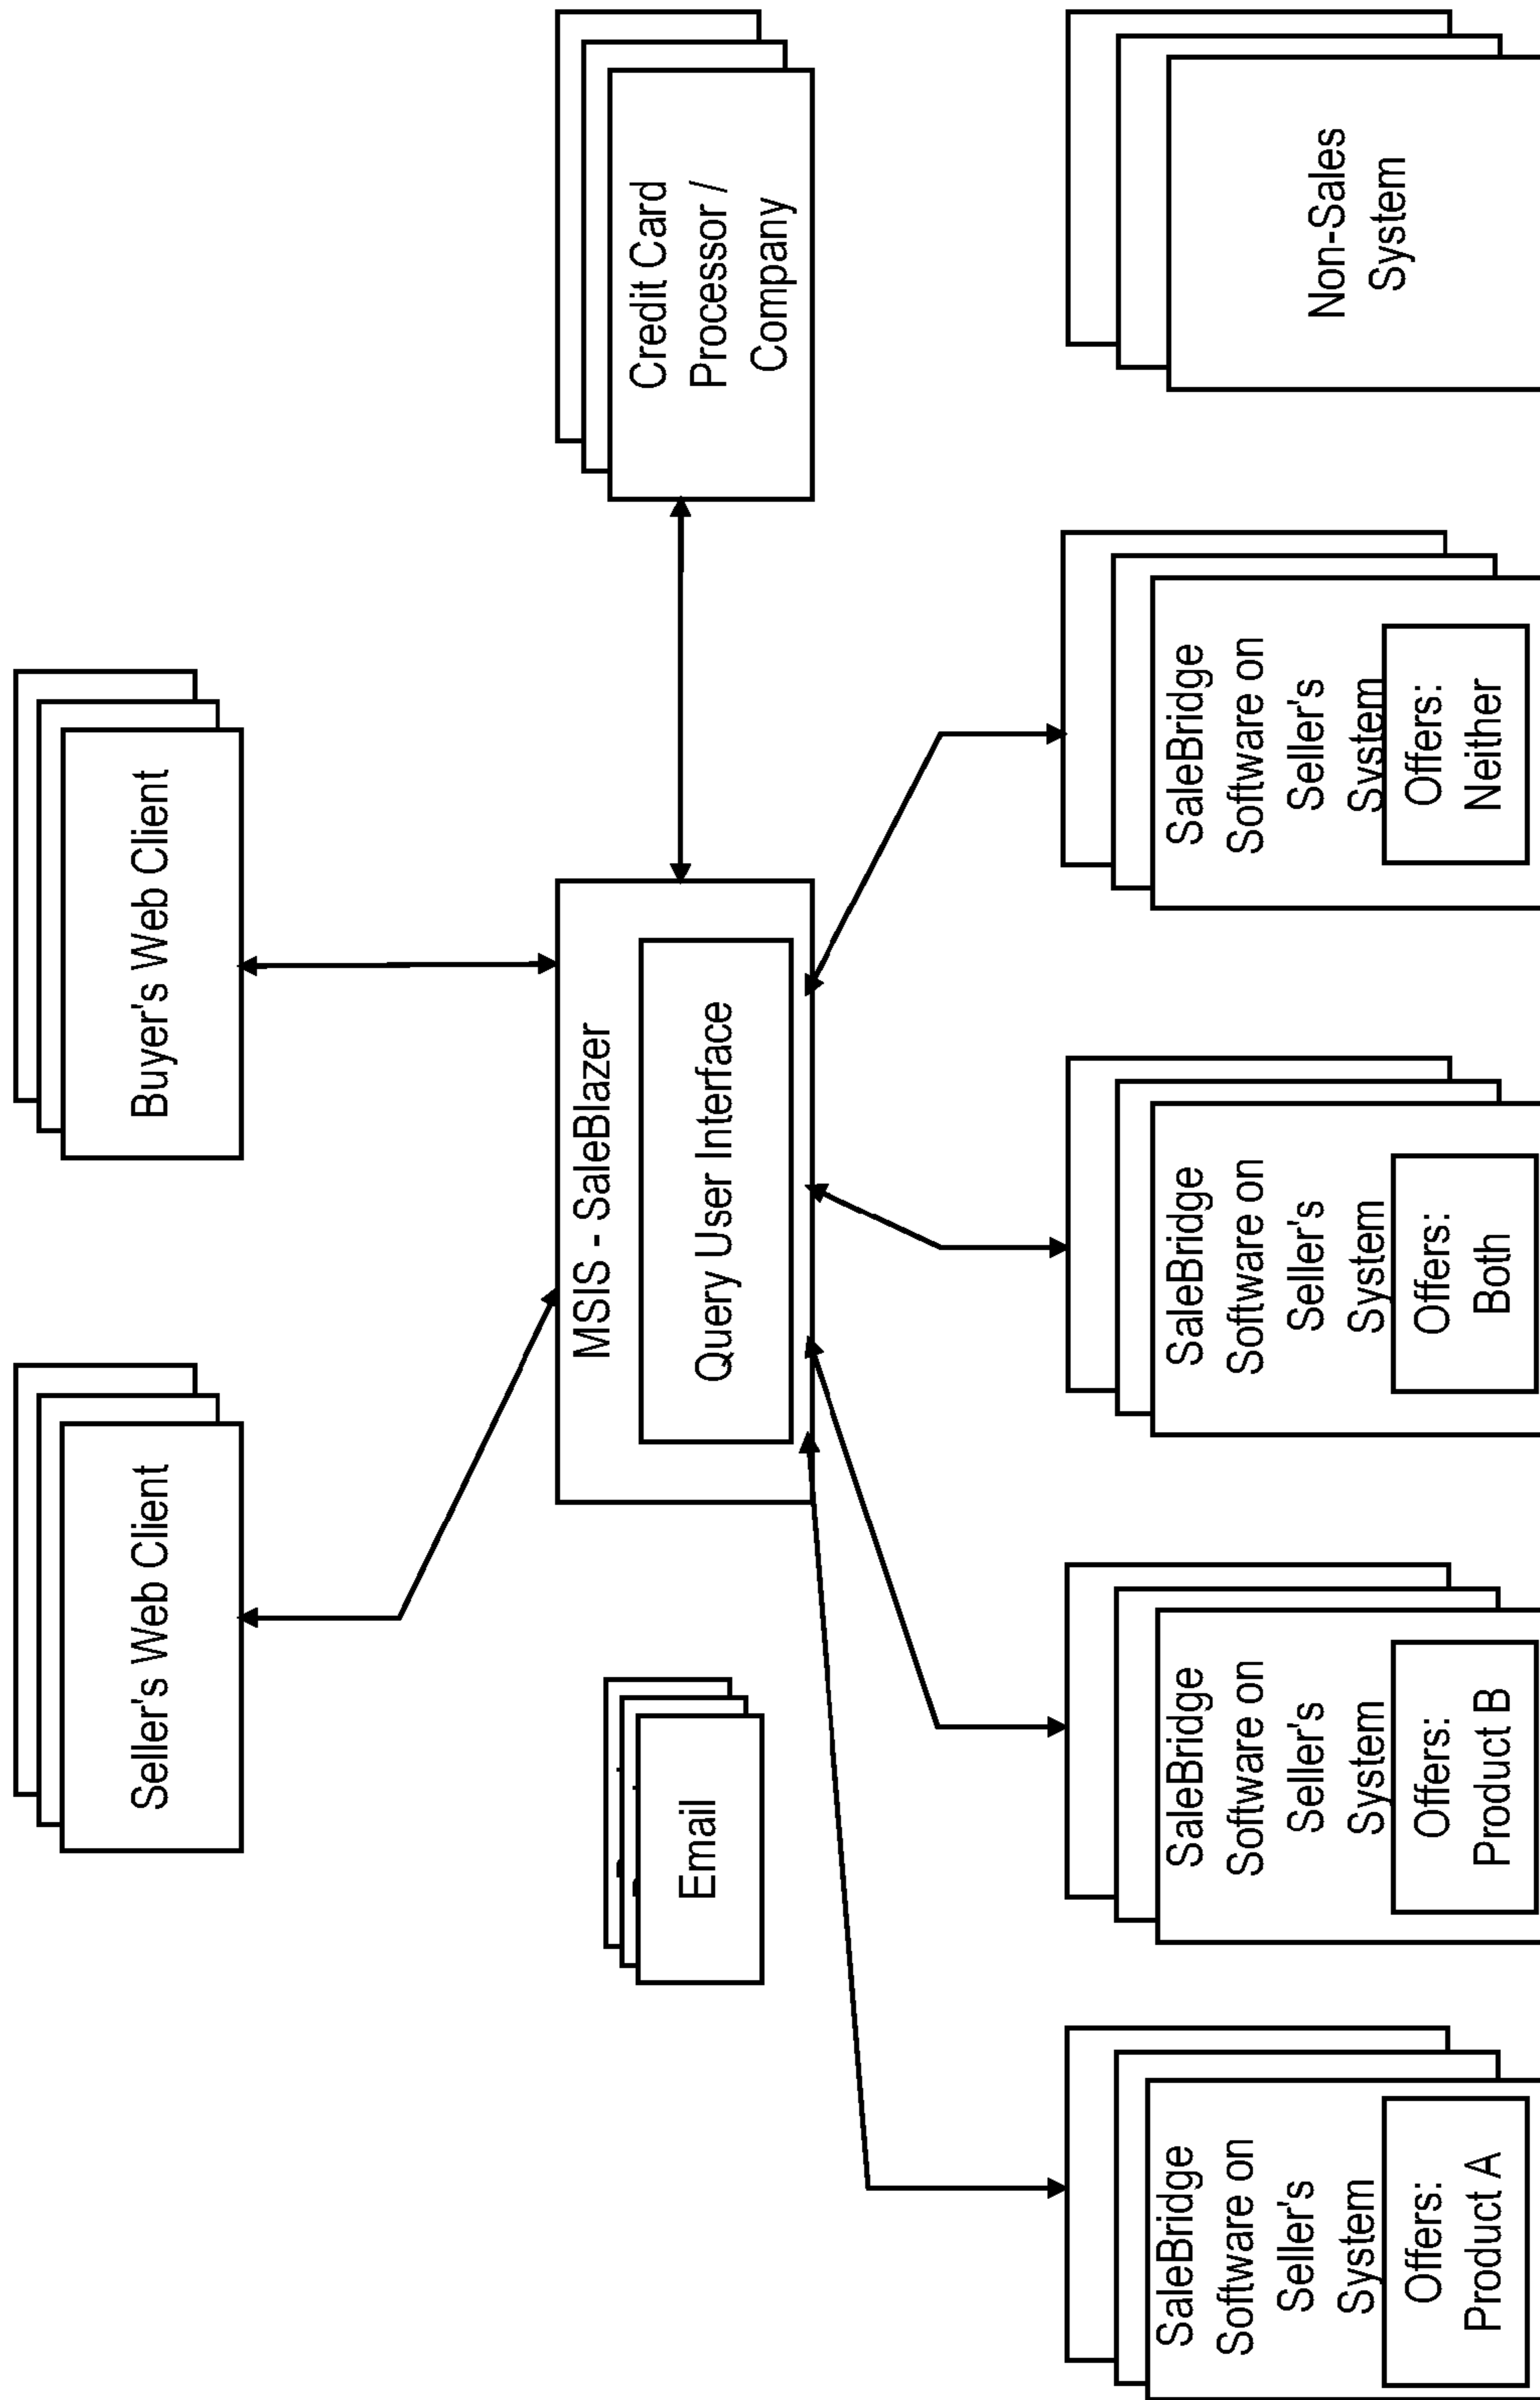 Seller's Web Client
Buyer's Web Client
Email
MSIS - SaleBlazer
Query User Interface
Credit Card
Processor /
Company
SaleBridge
Software on
Seller's
System
Offers:
Product A
SaleBridge
Software on
Seller's
System
Offers:
Product B
SaleBridge
Software on
Seller's
System
Offers:
Both
SaleBridge
Software on
Seller's
System
Offers:
Neither
Non-Sales
System